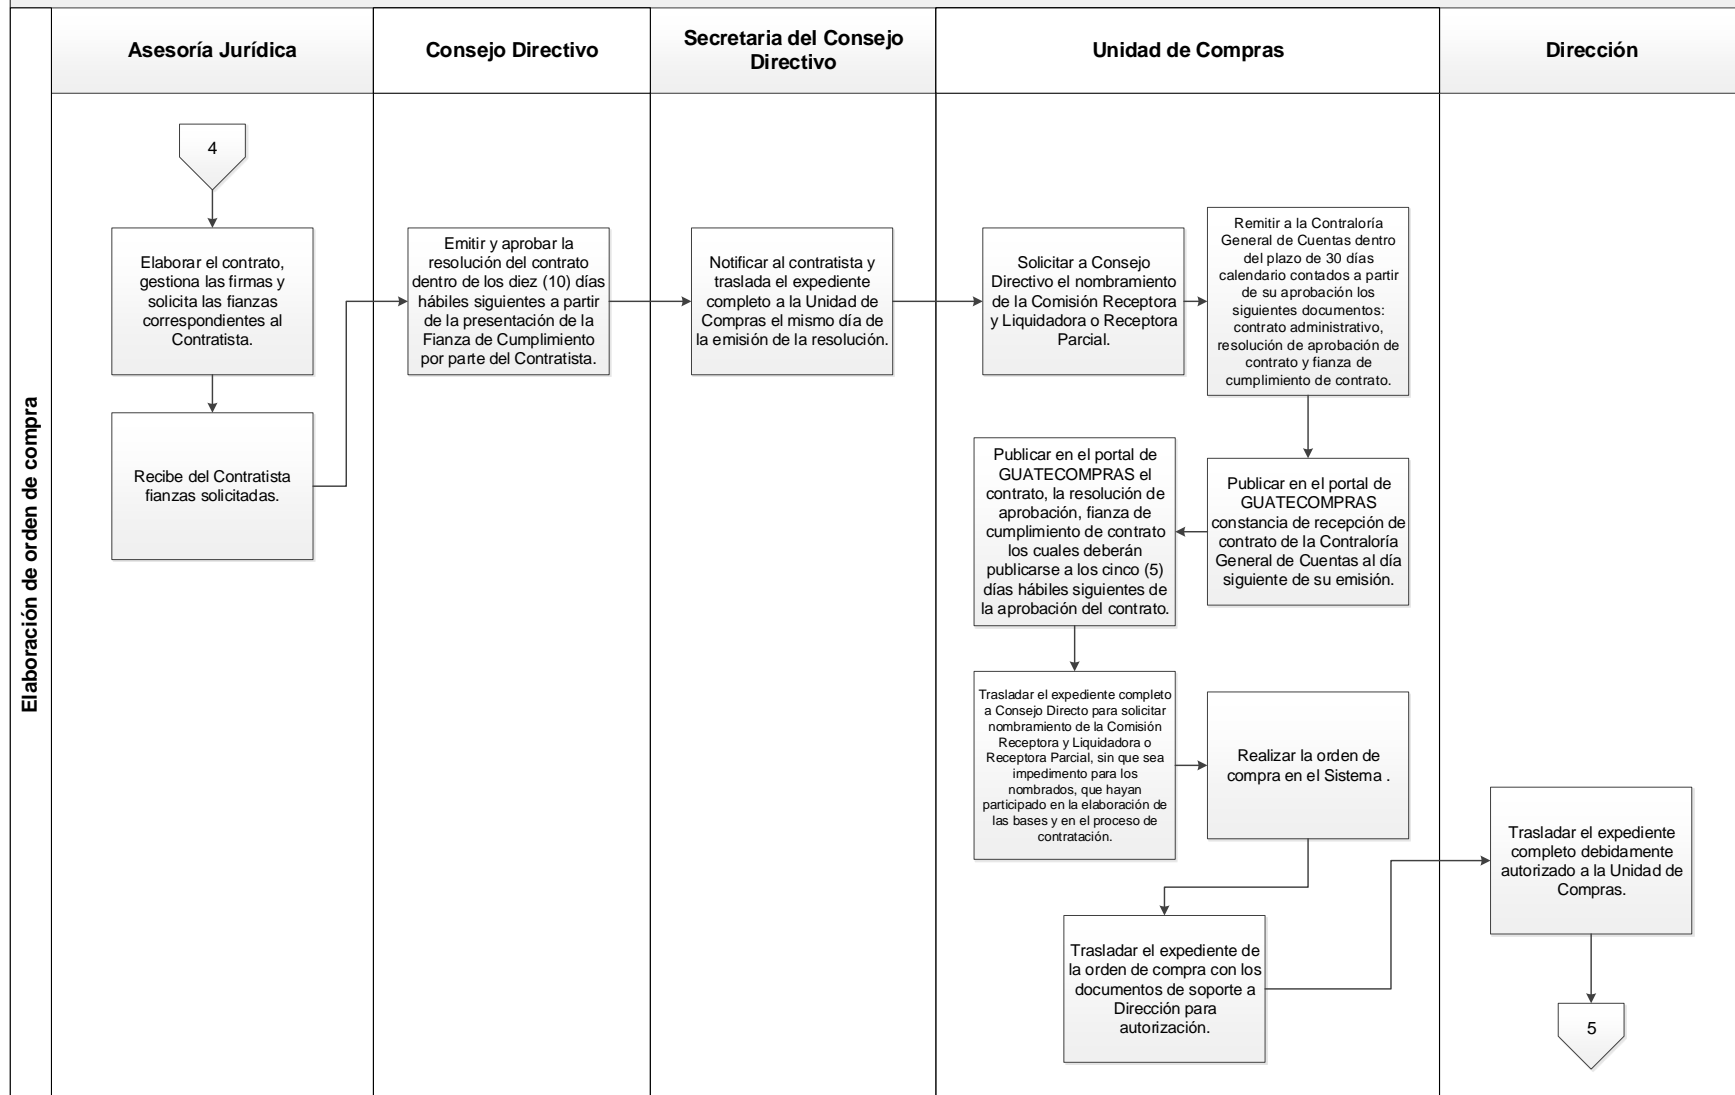 Asesoría Jurídica
Consejo Directivo
Secretaria del Consejo
Directivo
Unidad de Compras
Dirección
Elaboración de orden de compra
4
Elaborar el contrato,
gestiona las firmas y
solicita las fianzas
correspondientes al
Contratista.
Recibe del Contratista
fianzas solicitadas.
Emitir y aprobar la
resolución del contrato
dentro de los diez (10) días
hábiles siguientes a partir
de la presentación de la
Fianza de Cumplimiento
por parte del Contratista.
Notificar al contratista y
traslada el expediente
completo a la Unidad de
Compras el mismo día de
la emisión de la resolución.
Solicitar a Consejo
Directivo el nombramiento
de la Comisión Receptora
y Liquidadora o Receptora
Parcial.
Remitir a la Contraloría
General de Cuentas dentro
del plazo de 30 días
calendario contados a partir
de su aprobación los
siguientes documentos:
contrato administrativo,
resolución de aprobación de
contrato y fianza de
cumplimiento de contrato.
Publicar en el portal de
GUATECOMPRAS
constancia de recepción de
contrato de la Contraloría
General de Cuentas al día
siguiente de su emisión.
Publicar en el portal de
GUATECOMPRAS el
contrato, la resolución de
aprobación, fianza de
cumplimiento de contrato
los cuales deberán
publicarse a los cinco (5)
días hábiles siguientes de
la aprobación del contrato.
Trasladar el expediente completo
a Consejo Directo para solicitar
nombramiento de la Comisión
Receptora y Liquidadora o
Receptora Parcial, sin que sea
impedimento para los
nombrados, que hayan
participado en la elaboración de
las bases y en el proceso de
contratación.
Realizar la orden de
compra en el Sistema .
Trasladar el expediente de
la orden de compra con los
documentos de soporte a
Dirección para
autorización.
Trasladar el expediente
completo debidamente
autorizado a la Unidad de
Compras.
5